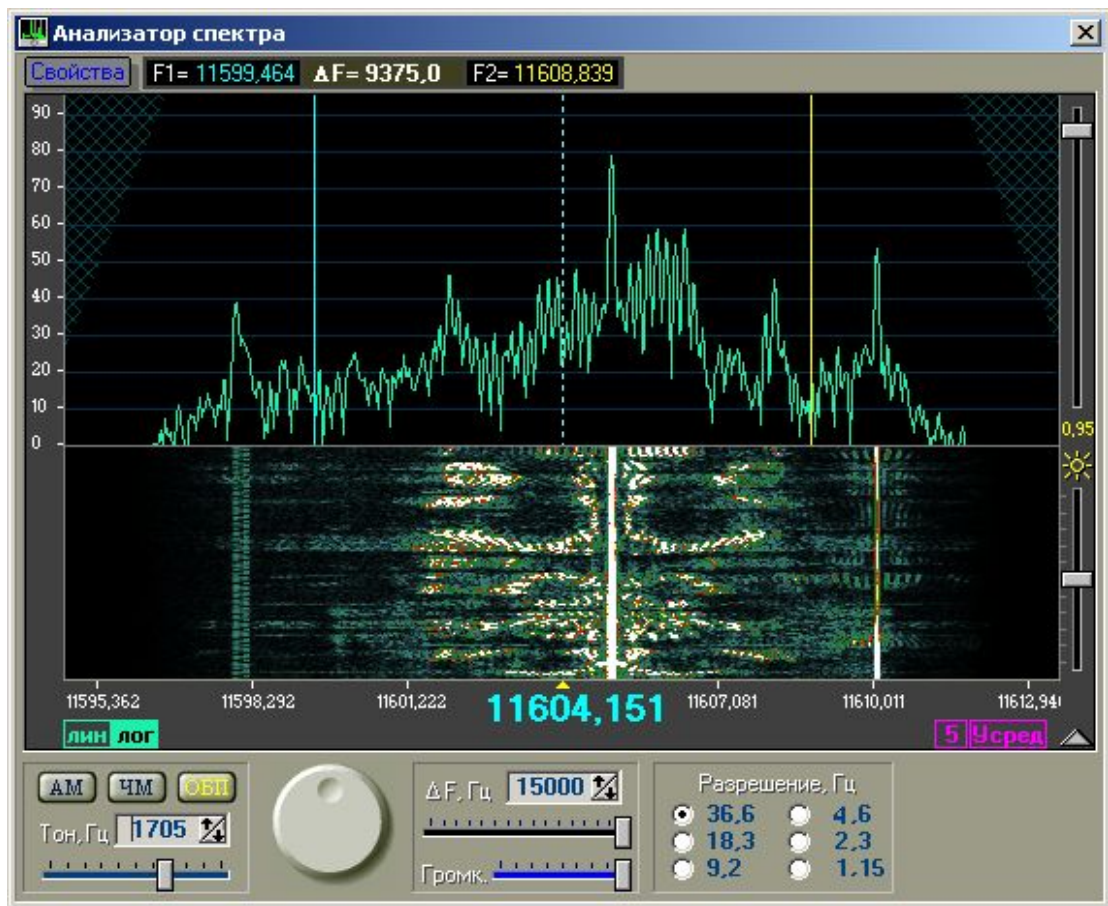 Анализатор спектра
Свойства F1= 11599,464 ΔF= 9375,0 F2= 11608,839
90
80
70
60
50
40
30
20
10
0
0,95
11595,362 11598,292 11601,222 11604,151 11607,081 11610,011 11612,94
лин лог 5 Усред
АМ ЧМ ОБП
Тон, Гц 1705
ΔF, Гц 15000
Громк.
Разрешение, Гц
36,6 4,6
18,3 2,3
9,2 1,15